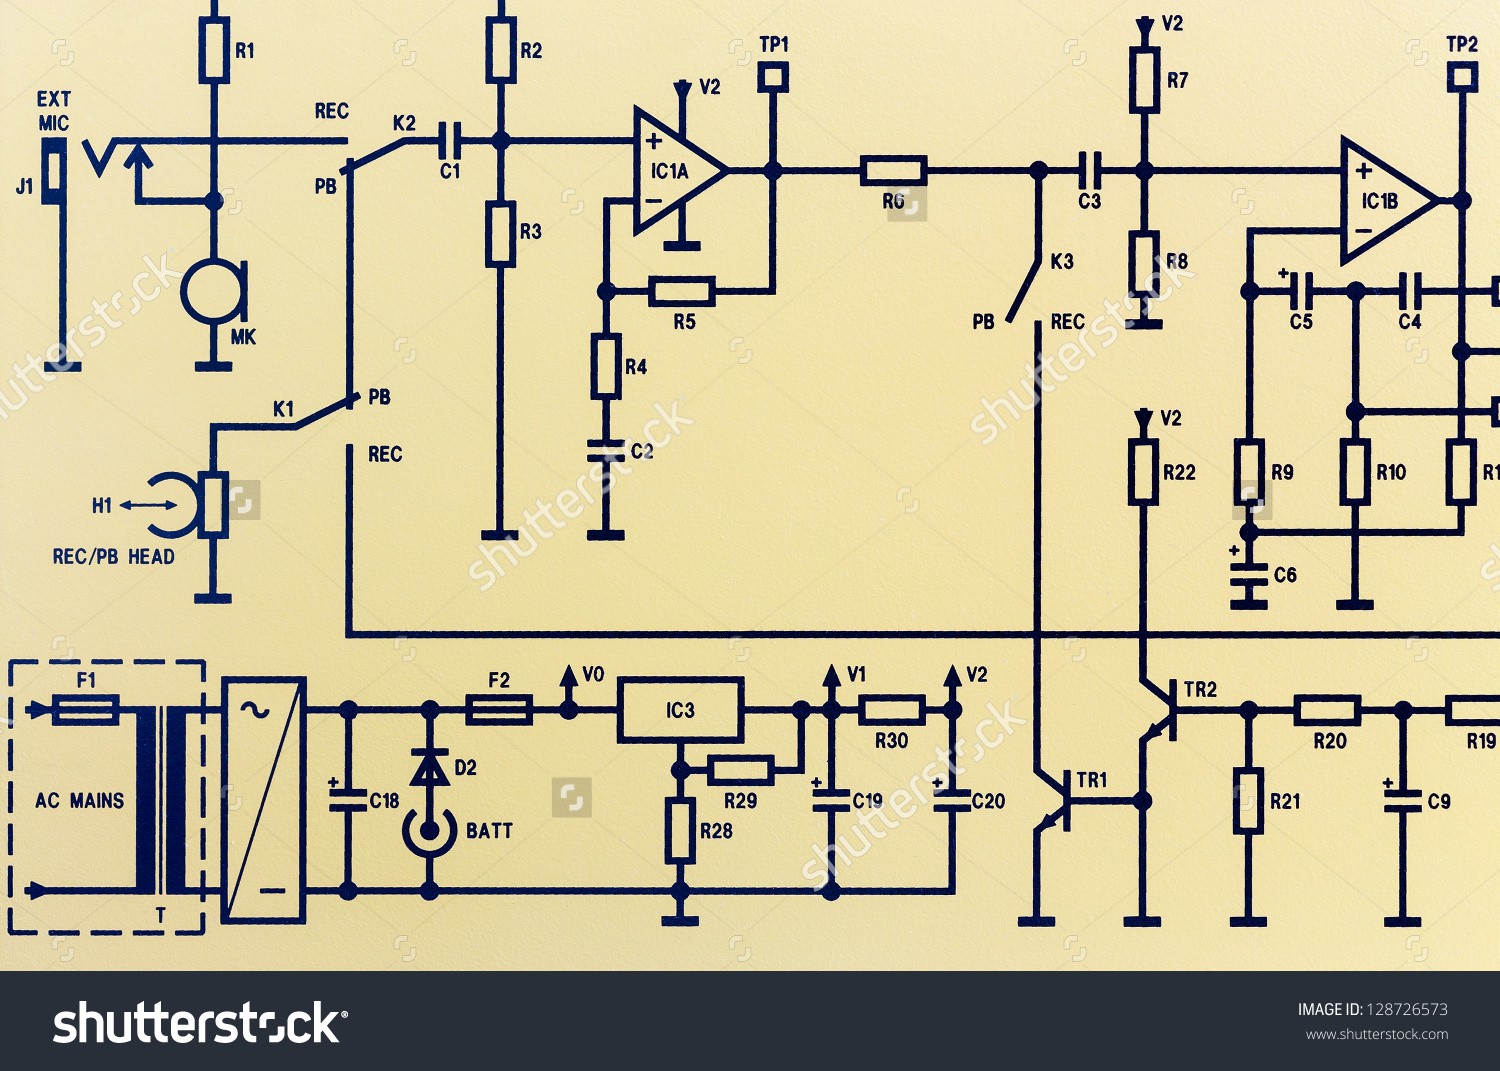 R1
R2
TP1
V2
TP2
EXT
MIC
REC
K2
V2
R7
J1
PB
C1
+
IC1A
−
R6
C3
+
IC1B
−
R3
K3
R8
MK
R5
PB
REC
+
C5
C4
R4
K1
PB
REC
C2
V2
H1
REC/PB HEAD
R22
R9
R10
R1
+
C6
F1
F2
V0
IC3
V1
V2
TR2
~
R30
R20
R19
AC MAINS
+
C18
D2
BATT
R29
R28
+
C19
+
C20
TR1
R21
+
C9
T
−
shutterstock
shutterstock
shutterstock
shutterstock
shutterstock
shutterstock
IMAGE ID: 128726573
www.shutterstock.com